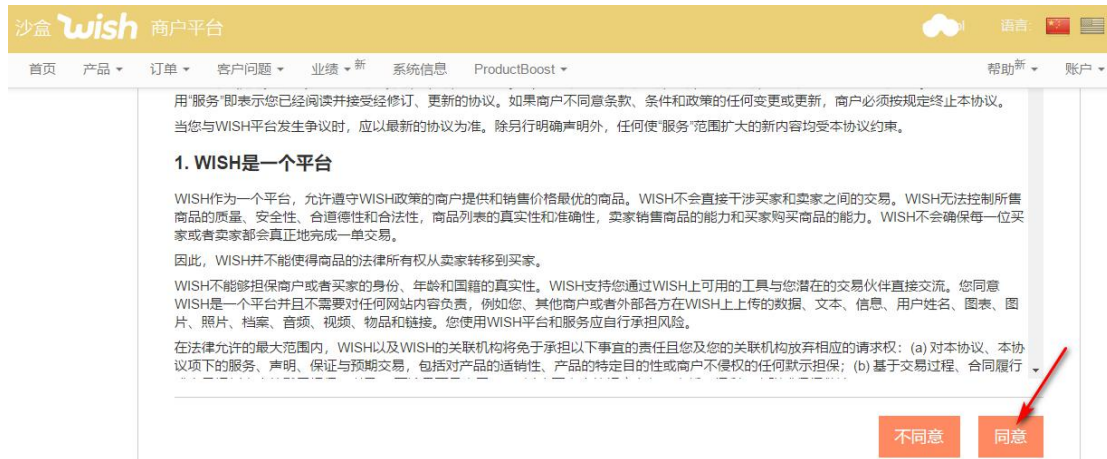 沙盒 wish 商户平台 语言:
首页 产品 订单 客户问题 业绩 新 系统信息 ProductBoost 帮助新 账户
用“服务”即表示您已经阅读并接受经修订、更新的协议。如果商户不同意条款、条件和政策的任何变更或更新，商户必须按规定终止本协议。
当您与WISH平台发生争议时，应以最新的协议为准。除另行明确声明外，任何使“服务”范围扩大的新内容均受本协议约束。
1. WISH是一个平台
WISH作为一个平台，允许遵守WISH政策的商户提供和销售价格最优的商品。WISH不会直接干涉买家和卖家之间的交易。WISH无法控制所售
商品的质量、安全性、合道德性和合法性，商品列表的真实性和准确性，卖家销售商品的能力和买家购买商品的能力。WISH不会确保每一位买
家或者卖家都会真正地完成一单交易。
因此，WISH并不能使得商品的法律所有权从卖家转移到买家。
WISH不能够担保商户或者买家的身份、年龄和国籍的真实性。WISH支持您通过WISH上可用的工具与您潜在的交易伙伴直接交流。您同意
WISH是一个平台并且不需要对任何网站内容负责，例如您、其他商户或者外部各方在WISH上上传的数据、文本、信息、用户姓名、图表、图
片、照片、档案、音频、视频、物品和链接。您使用WISH平台和服务应自行承担风险。
在法律允许的最大范围内，WISH以及WISH的关联机构将免于承担以下事宜的责任且您及您的关联机构放弃相应的请求权：(a) 对本协议、本协
议项下的服务、声明、保证与预期交易，包括对产品的适销性、产品的特定目的性或商户不侵权的任何默示担保；(b) 基于交易过程、合同履行
不同意 同意